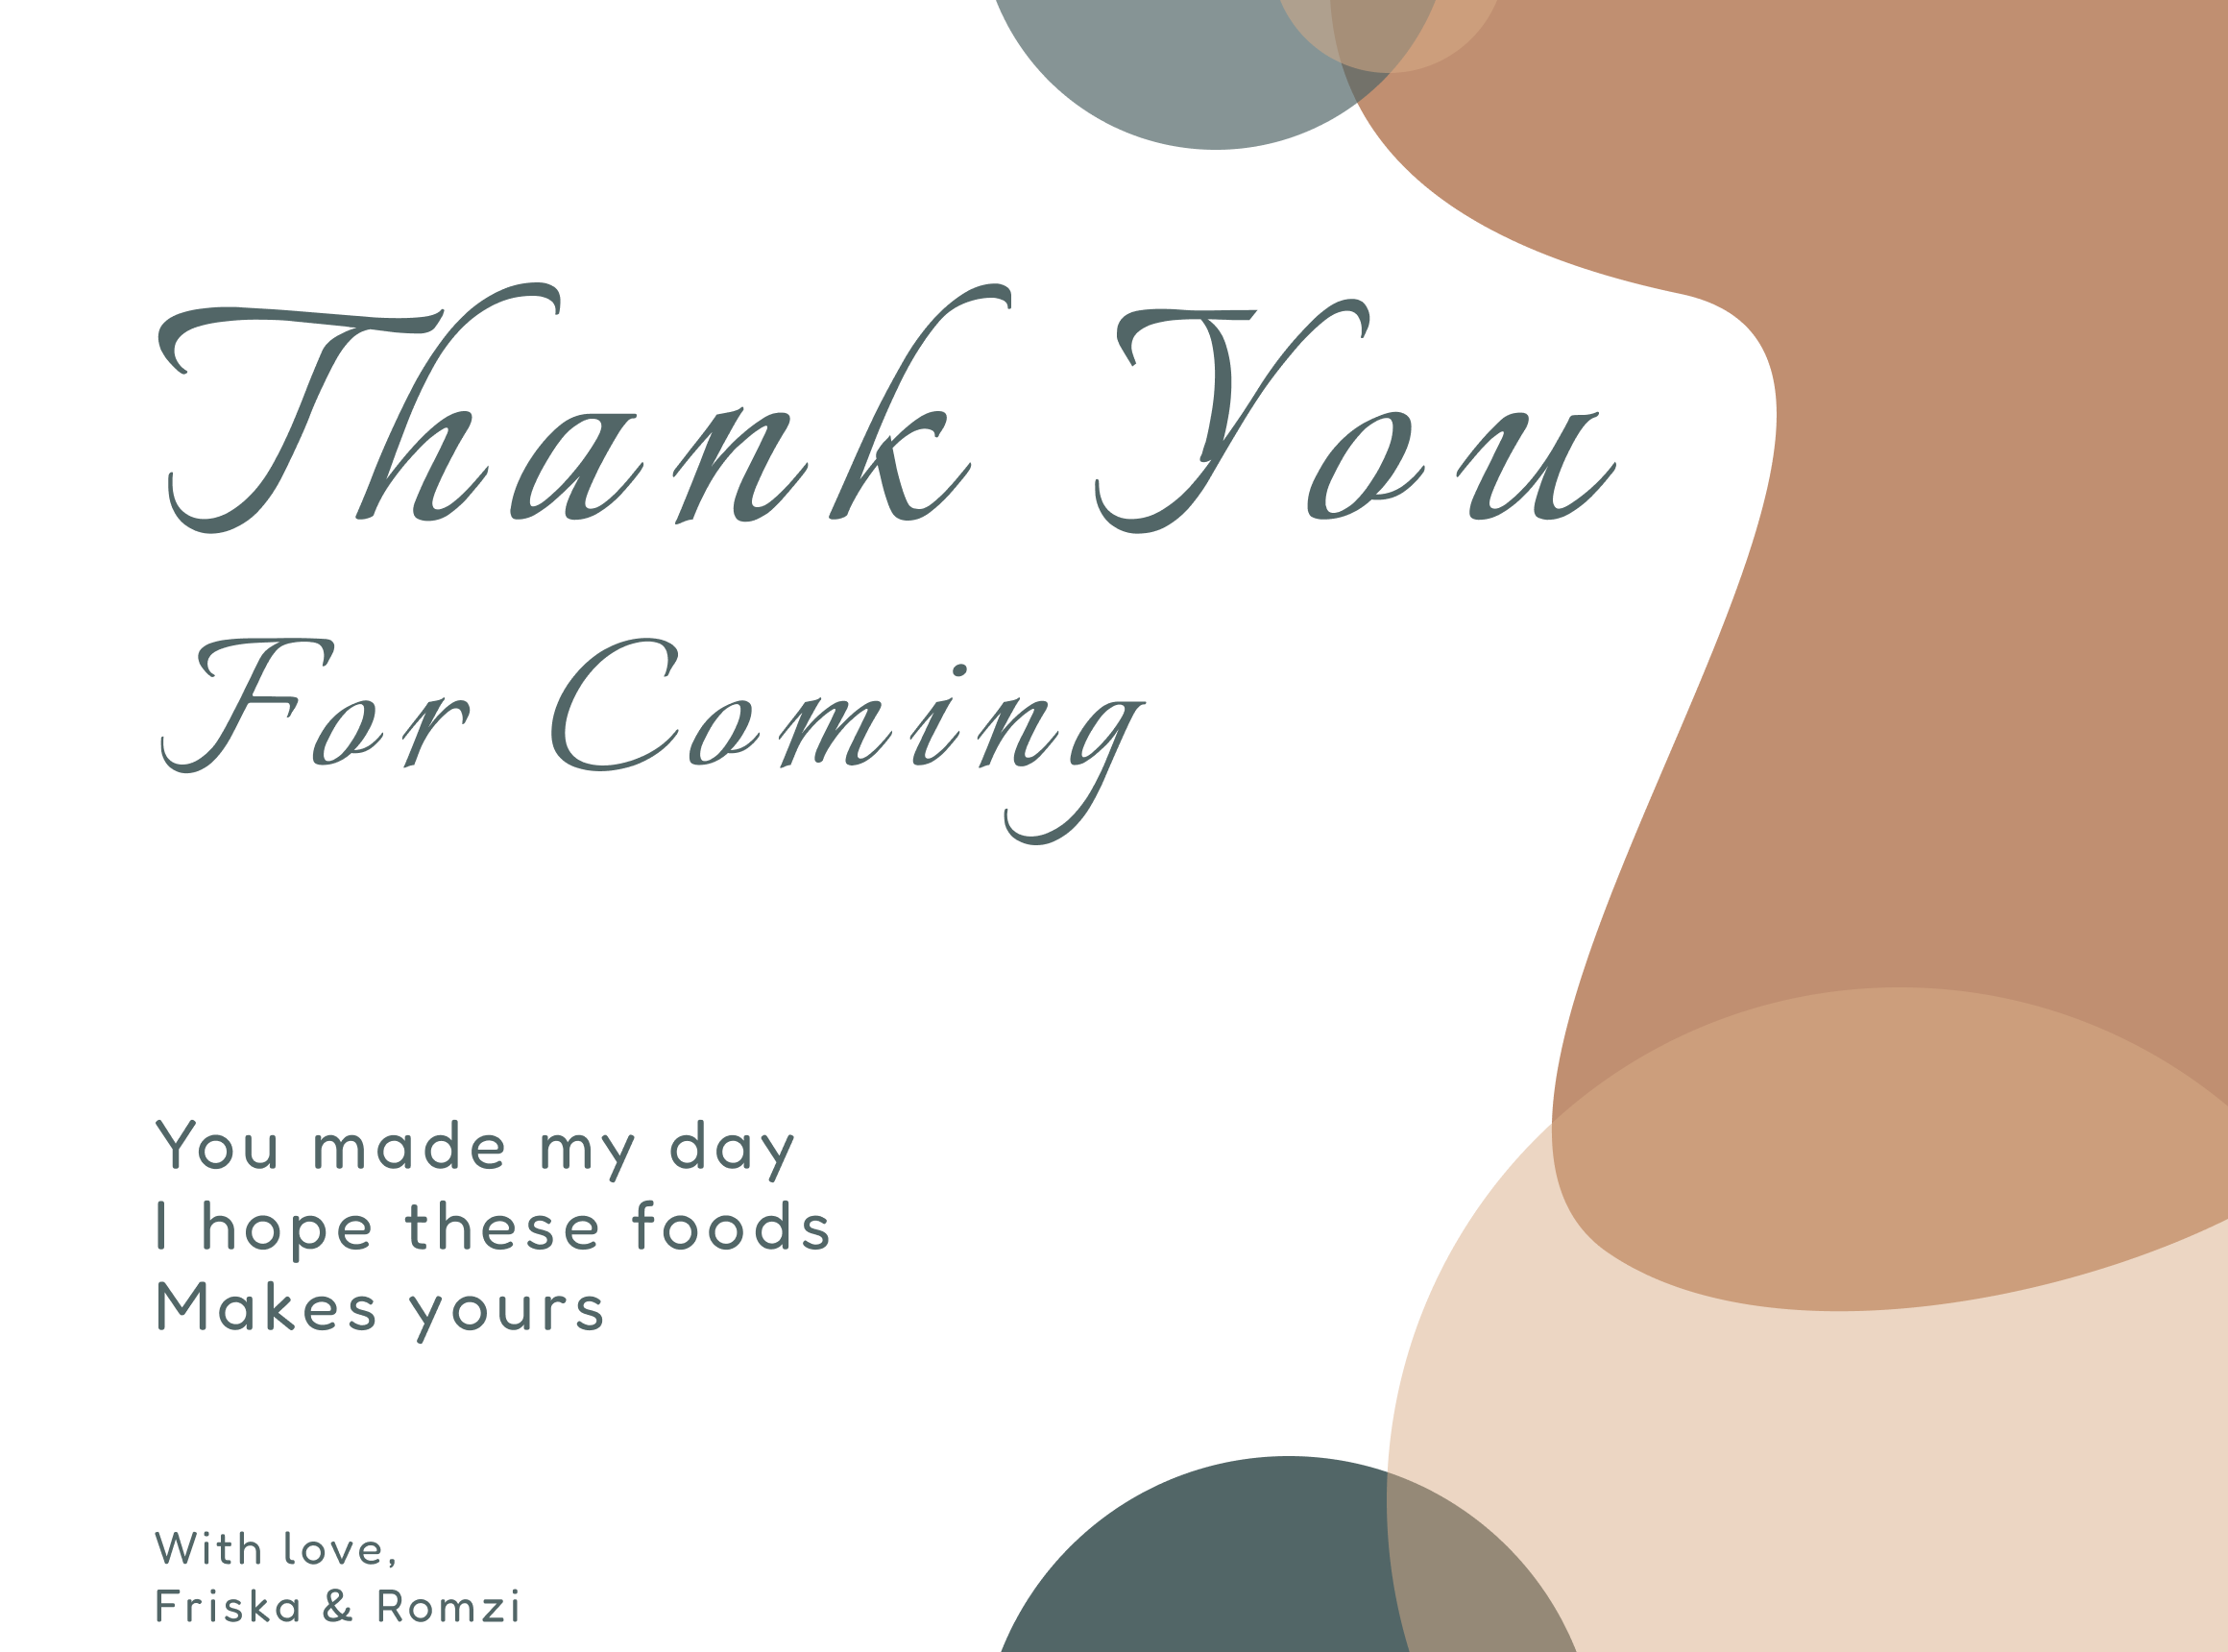 Thank You
For Coming
You made my day
I hope these foods
Makes yours
With love,
Friska & Romzi